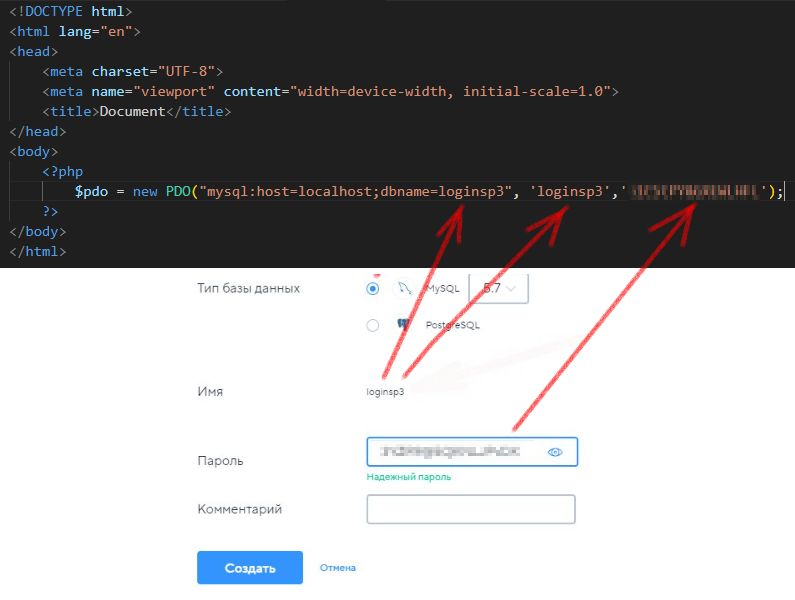 <!DOCTYPE html>
<html lang="en">
<head>
<meta charset="UTF-8">
<meta name="viewport" content="width=device-width, initial-scale=1.0">
<title>Document</title>
</head>
<body>
<?php
$pdo = new PDO("mysql:host=localhost;dbname=loginsp3", 'loginsp3','');
?>
</body>
</html>
Тип базы данных MySQL 5.7
PostgreSQL
Имя loginsp3
Пароль
Надежный пароль
Комментарий
Создать Отмена